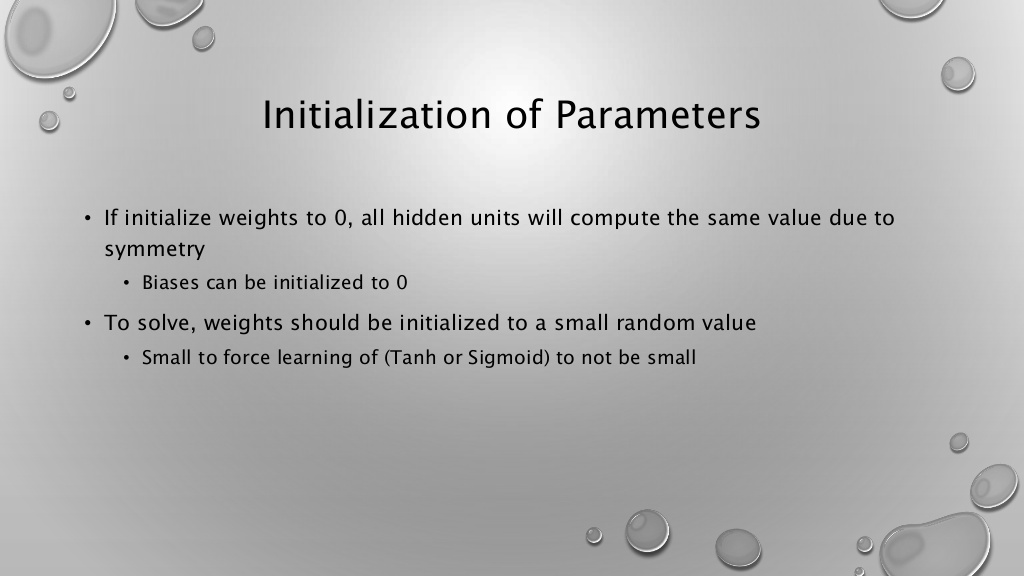 Initialization of Parameters
• If initialize weights to 0, all hidden units will compute the same value due to
symmetry
• Biases can be initialized to 0
• To solve, weights should be initialized to a small random value
• Small to force learning of (Tanh or Sigmoid) to not be small